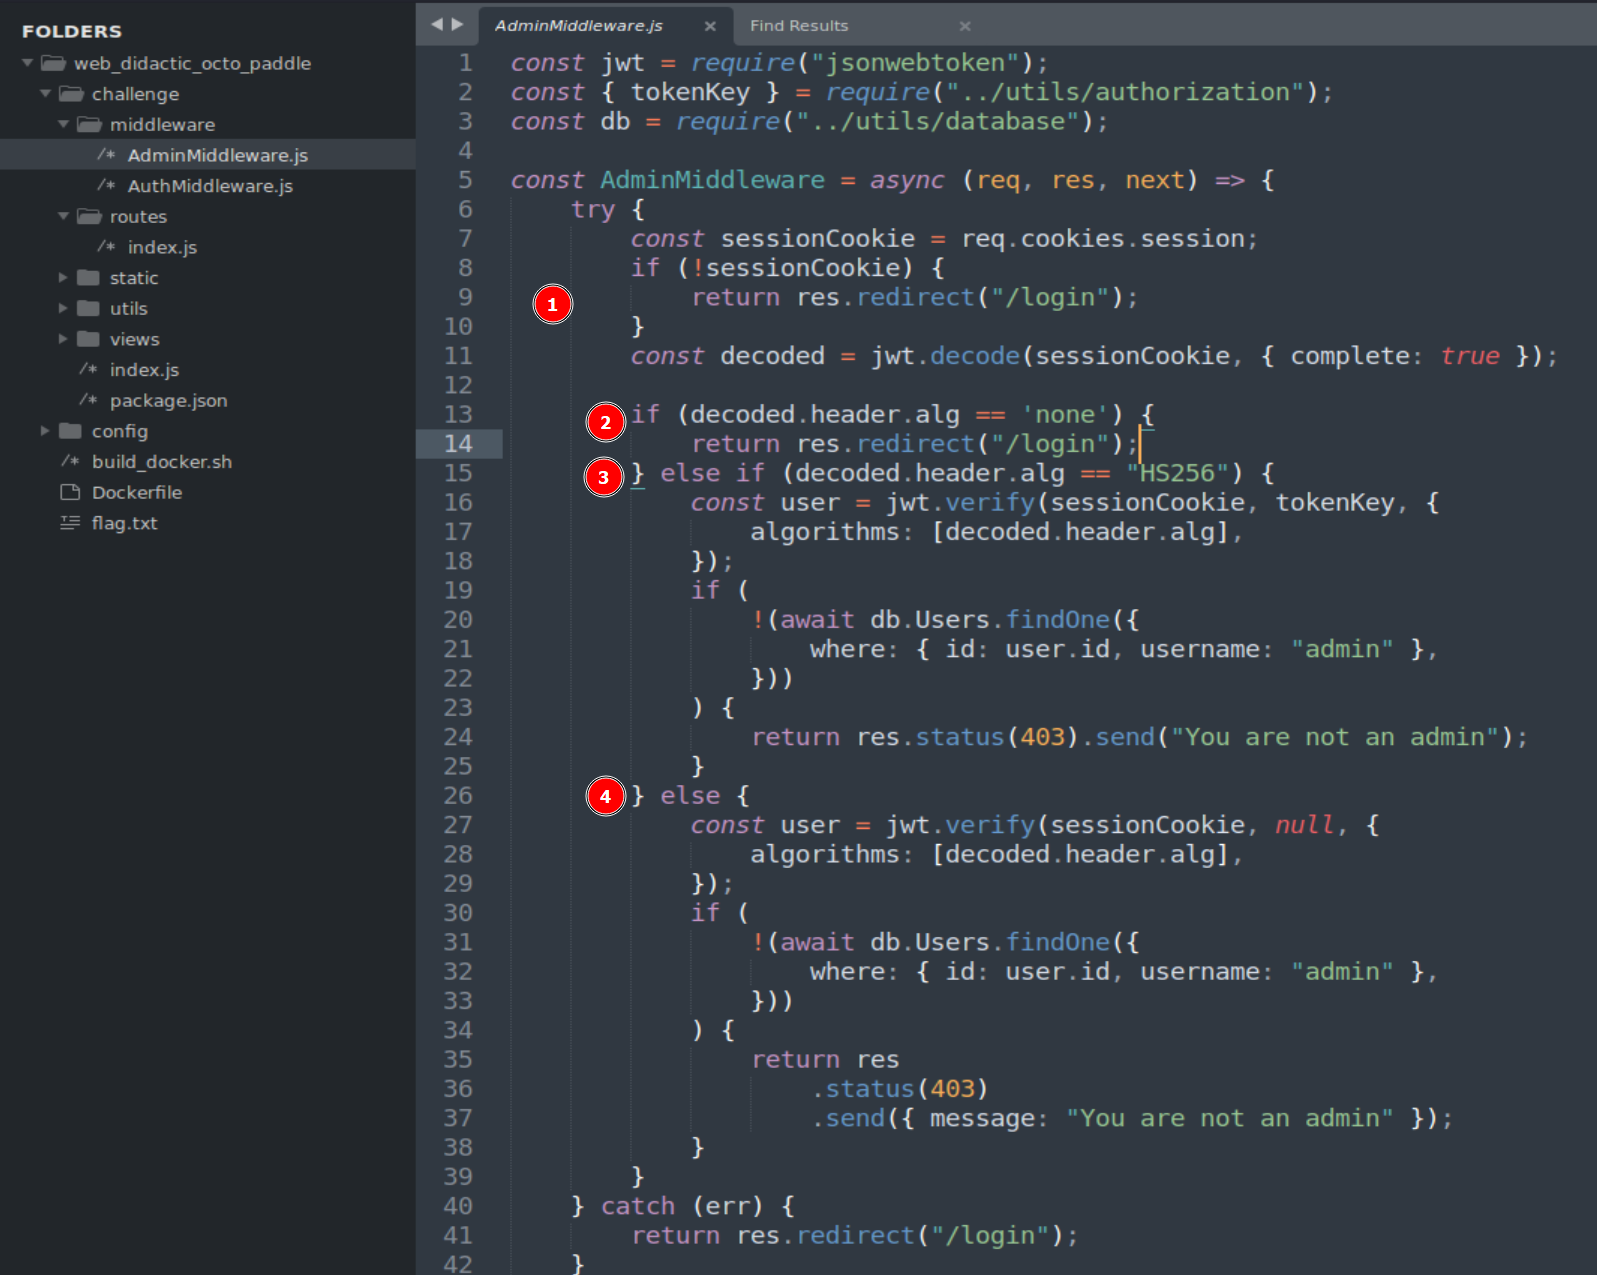 FOLDERS
web_didactic_octo_paddle
challenge
middleware
/* AdminMiddleware.js
/* AuthMiddleware.js
routes
/* index.js
static
utils
views
/* index.js
/* package.json
config
/* build_docker.sh
Dockerfile
flag.txt
AdminMiddleware.js × Find Results ×
1 const jwt = require("jsonwebtoken");
2 const { tokenKey } = require("../utils/authorization");
3 const db = require("../utils/database");
4
5 const AdminMiddleware = async (req, res, next) => {
6 try {
7 const sessionCookie = req.cookies.session;
8 if (!sessionCookie) {
9 return res.redirect("/login");
1
10 }
11 const decoded = jwt.decode(sessionCookie, { complete: true });
12
13 2 if (decoded.header.alg == 'none') {
14 return res.redirect("/login");
15 3 } else if (decoded.header.alg == "HS256") {
16 const user = jwt.verify(sessionCookie, tokenKey, {
17 algorithms: [decoded.header.alg],
18 });
19 if (
20 !(await db.Users.findOne({
21 where: { id: user.id, username: "admin" },
22 }))
23 ) {
24 return res.status(403).send("You are not an admin");
25 }
26 4 } else {
27 const user = jwt.verify(sessionCookie, null, {
28 algorithms: [decoded.header.alg],
29 });
30 if (
31 !(await db.Users.findOne({
32 where: { id: user.id, username: "admin" },
33 }))
34 ) {
35 return res
36 .status(403)
37 .send({ message: "You are not an admin" });
38 }
39 }
40 } catch (err) {
41 return res.redirect("/login");
42 }